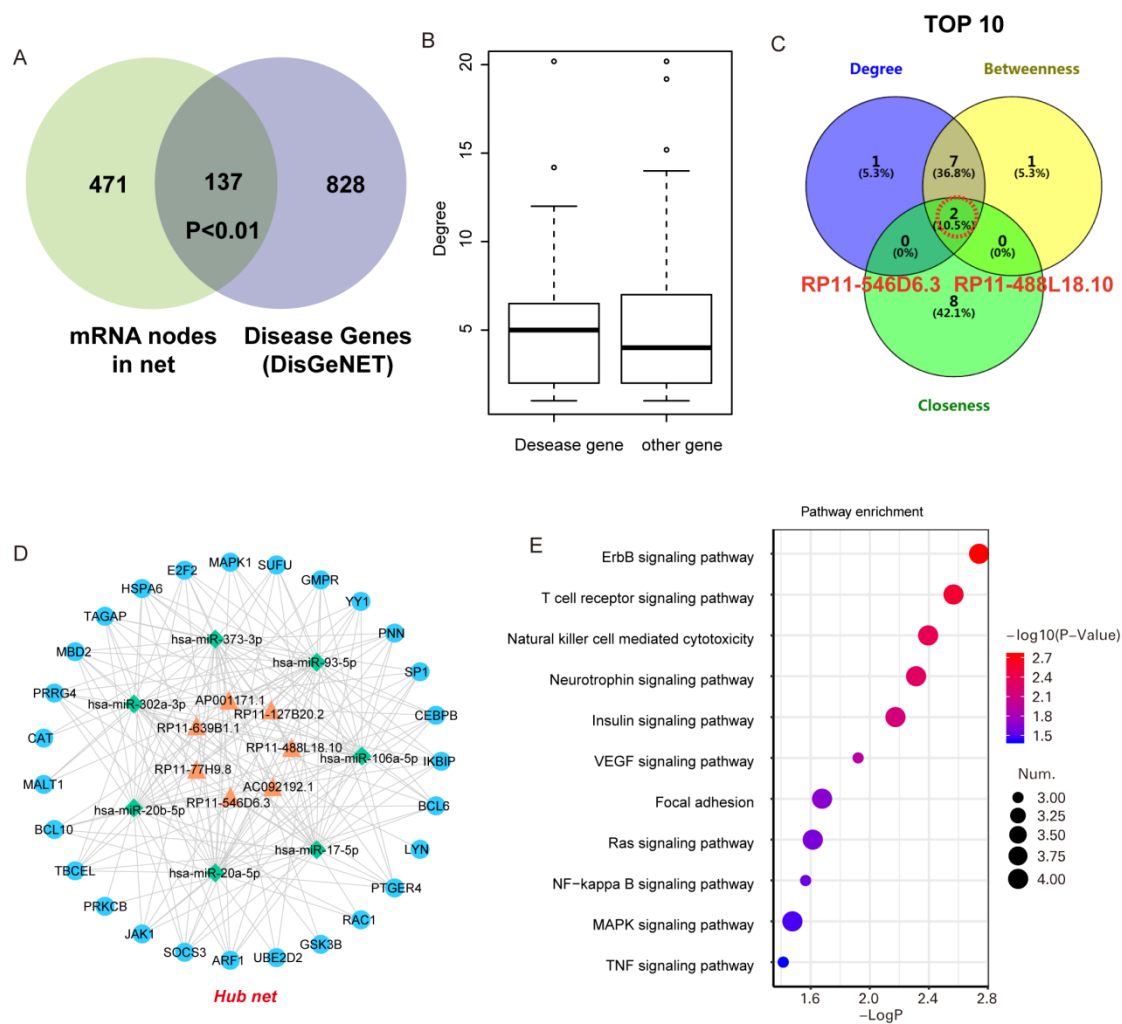 A
471
137
828
P<0.01
mRNA nodes
in net
Disease Genes
(DisGeNET)
B
Degree
20
15
10
5
Desease gene
other gene
TOP 10
C
Degree
Betweenness
1
(5.3%)
7
(36.8%)
1
(5.3%)
2
(10.5%)
0
(0%)
0
(0%)
RP11-546D6.3
RP11-488L18.10
8
(42.1%)
Closeness
D
MAPK1
SUFU
E2F2
GMPR
HSPA6
YY1
TAGAP
PNN
hsa-miR-373-3p
MBD2
hsa-miR-93-5p
SP1
PRRG4
hsa-miR-302a-3p
AP001171.1
RP11-127B20.2
CEBPB
RP11-639B1.1
CAT
RP11-488L18.10
hsa-miR-106a-5p
IKBIP
RP11-77H9.8
MALT1
AC092192.1
RP11-546D6.3
hsa-miR-20b-5p
BCL6
BCL10
hsa-miR-17-5p
LYN
TBCEL
hsa-miR-20a-5p
PTGER4
PRKCB
RAC1
JAK1
GSK3B
SOCS3
ARF1
UBE2D2
Hub net
E
Pathway enrichment
ErbB signaling pathway
T cell receptor signaling pathway
Natural killer cell mediated cytotoxicity
Neurotrophin signaling pathway
Insulin signaling pathway
VEGF signaling pathway
Focal adhesion
Ras signaling pathway
NF−kappa B signaling pathway
MAPK signaling pathway
TNF signaling pathway
1.6
2.0
2.4
2.8
−LogP
−log10(P-Value)
2.7
2.4
2.1
1.8
1.5
Num.
3.00
3.25
3.50
3.75
4.00